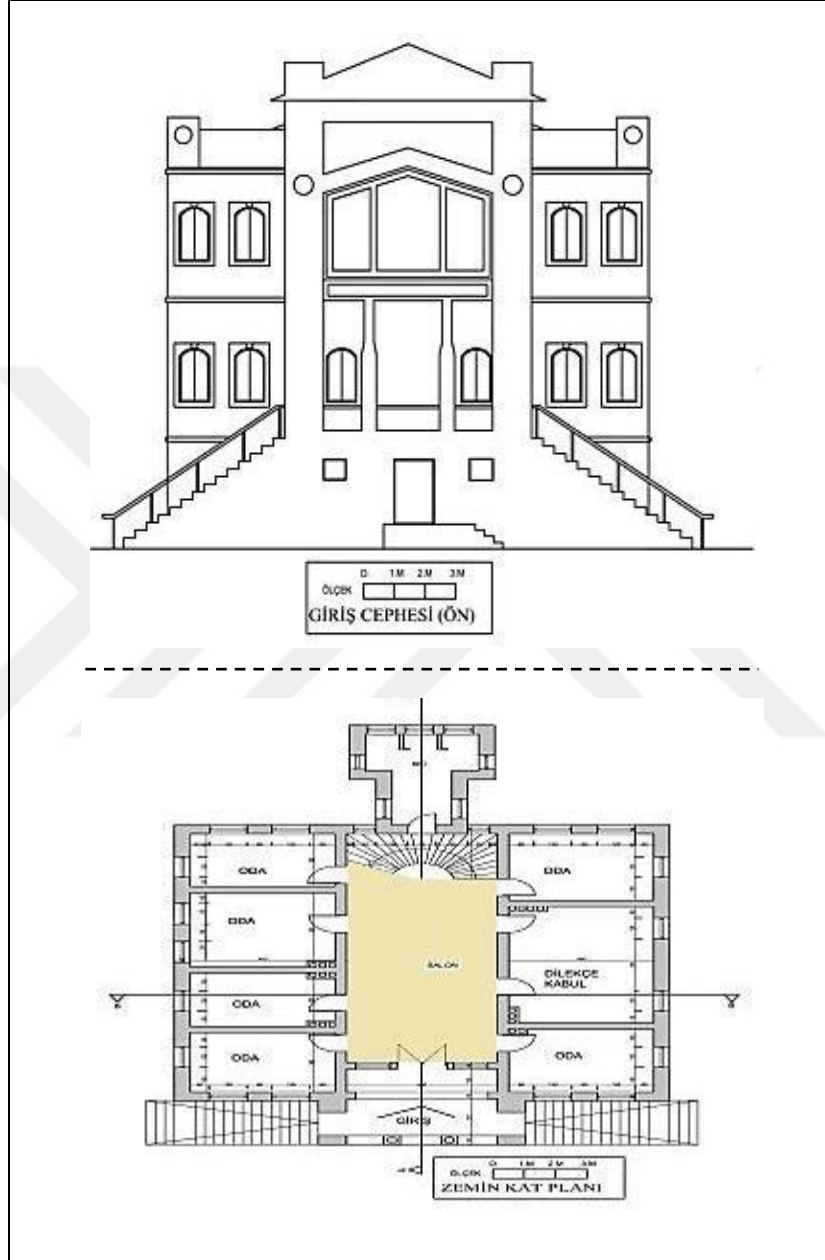 0 1M 2M 3M
ÖLÇEK
GİRİŞ CEPHESİ (ÖN)
ODA
ODA
ODA
SALON
ODA
DİLEKÇE
KABUL
ODA
ODA
ODA
GİRİŞ
0 1M 2M 3M
ÖLÇEK
ZEMİN KAT PLANI